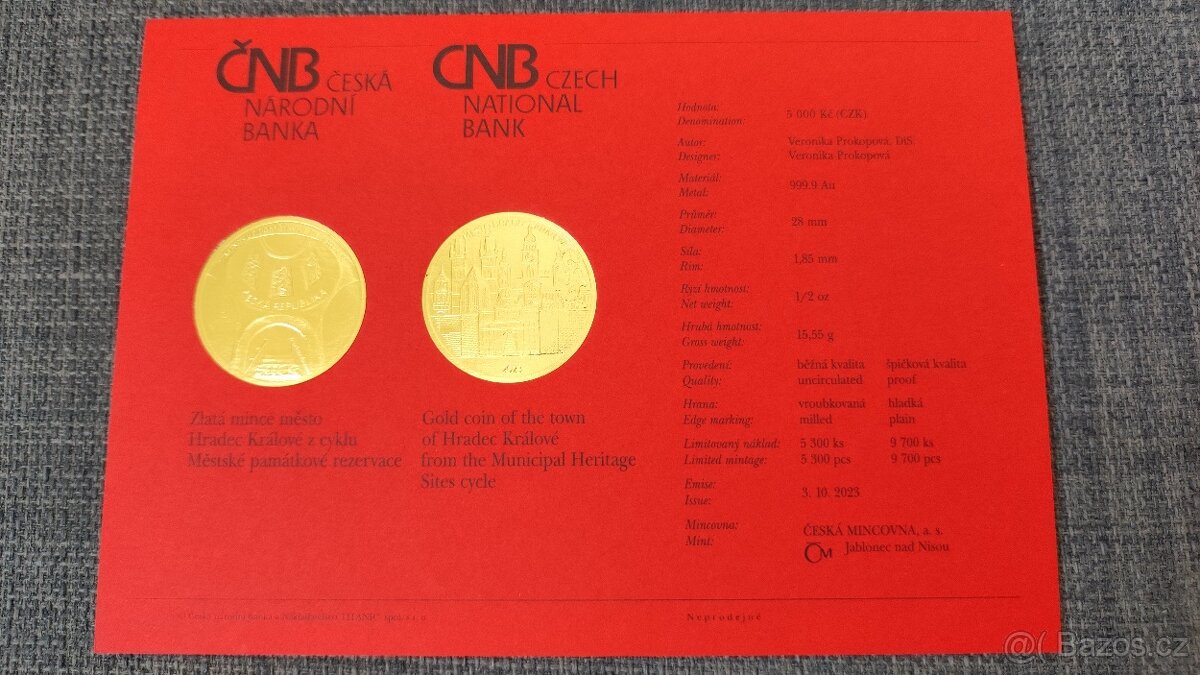 ČNB ČESKÁ
NÁRODNÍ
BANKA
CNB CZECH
NATIONAL
BANK
ČESKÁ REPUBLIKA
Zlatá mince město
Hradec Králové z cyklu
Městské památkové rezervace
Gold coin of the town
of Hradec Králové
from the Municipal Heritage
Sites cycle
Hodnota: 5 000 Kč (CZK)
Denomination:
Autor: Veronika Prokopová, DiS.
Designer: Veronika Prokopová
Materiál: 999.9 Au
Metal:
Průměr: 28 mm
Diameter:
Síla: 1,85 mm
Rim:
Ryzí hmotnost: 1/2 oz
Net weight:
Hrubá hmotnost: 15,55 g
Gross weight:
Provedení: běžná kvalita špičková kvalita
Quality: uncirculated proof
Hrana: vroubkovaná hladká
Edge marking: milled plain
Limitovaný náklad: 5 300 ks 9 700 ks
Limited mintage: 5 300 pcs 9 700 pcs
Emise: 3. 10. 2023
Issue:
Mincovna: ČESKÁ MINCOVNA, a. s.
Mint: ČM Jablonec nad Nisou
Česká národní banka a Nakladatelství spol. s r. o.
Neprodejné
@( Bazos.cz